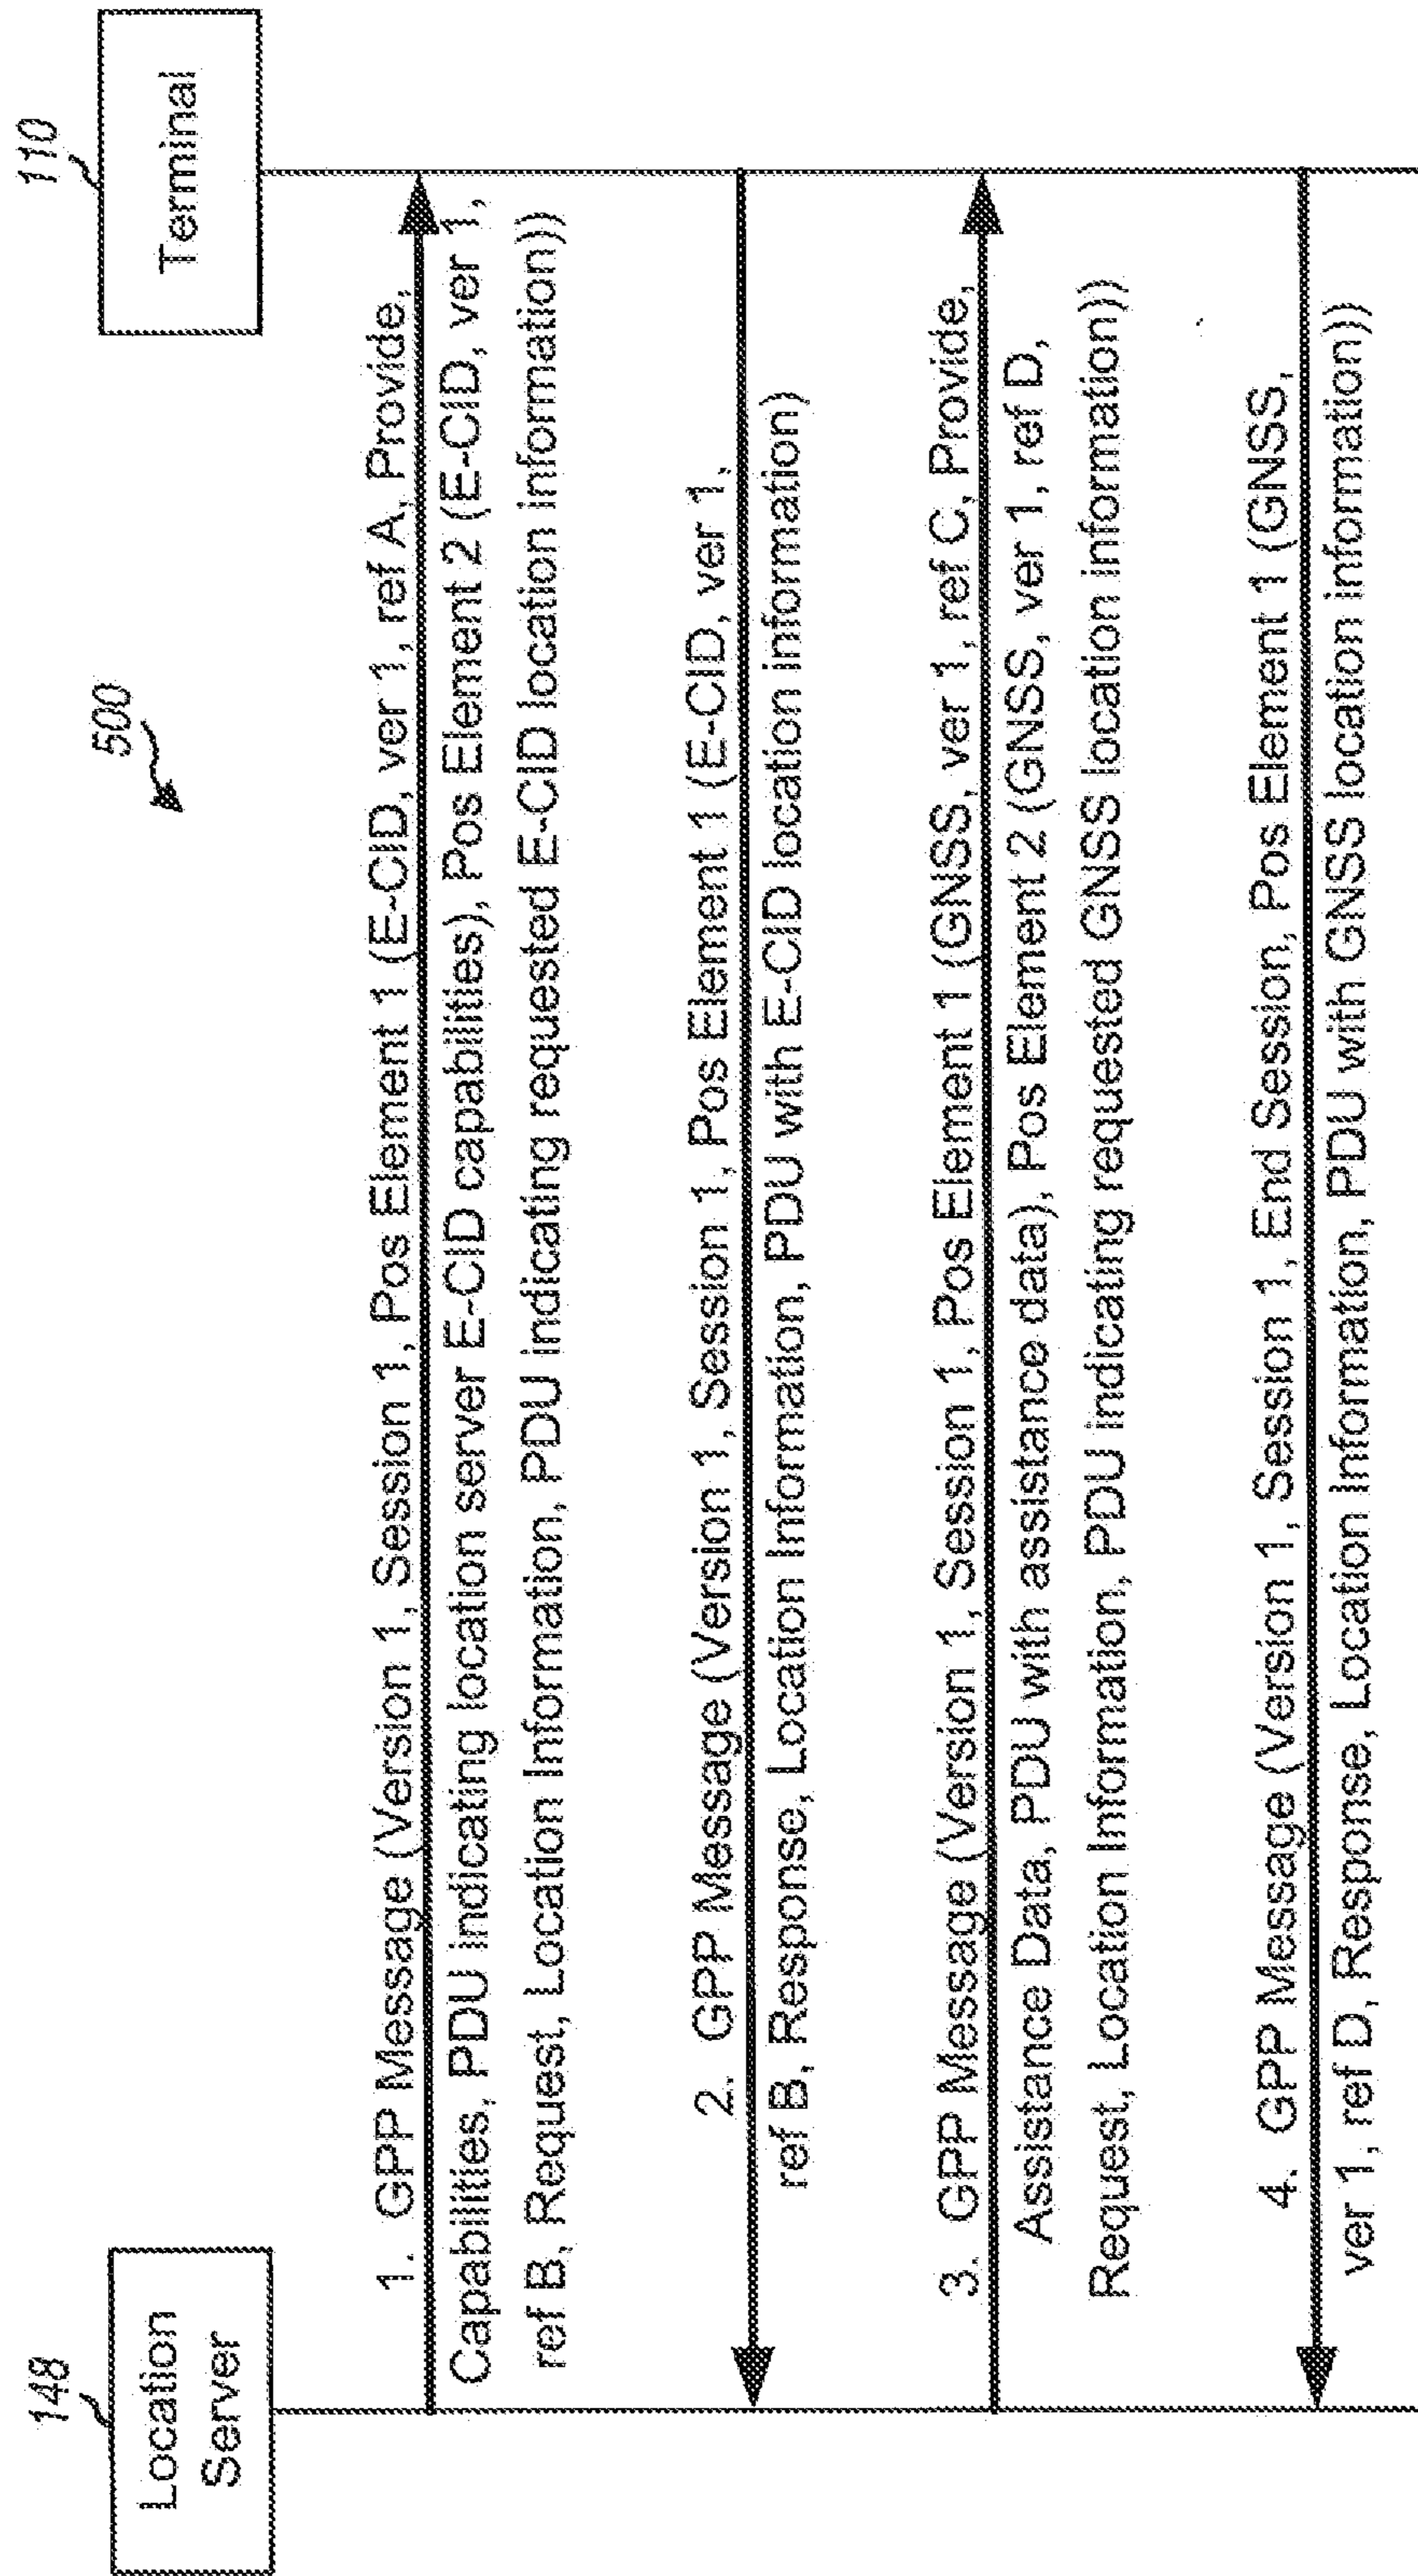 500
148
110
Location
Server
Terminal
1. GPP Message (Version 1, Session 1, Pos Element 1 (E-CID, ver 1, ref A, Provide,
Capabilities, PDU indicating location server E-CID capabilities), Pos Element 2 (E-CID, ver 1,
ref B, Request, Location Information, PDU indicating requested E-CID location information))
2. GPP Message (Version 1, Session 1, Pos Element 1 (E-CID, ver 1,
ref B, Response, Location Information, PDU with E-CID location information)
3. GPP Message (Version 1, Session 1, Pos Element 1 (GNSS, ver 1, ref C, Provide,
Assistance Data, PDU with assistance data), Pos Element 2 (GNSS, ver 1, ref D,
Request, Location Information, PDU indicating requested GNSS location information))
4. GPP Message (Version 1, Session 1, End Session, Pos Element 1 (GNSS,
ver 1, ref D, Response, Location Information, PDU with GNSS location information))